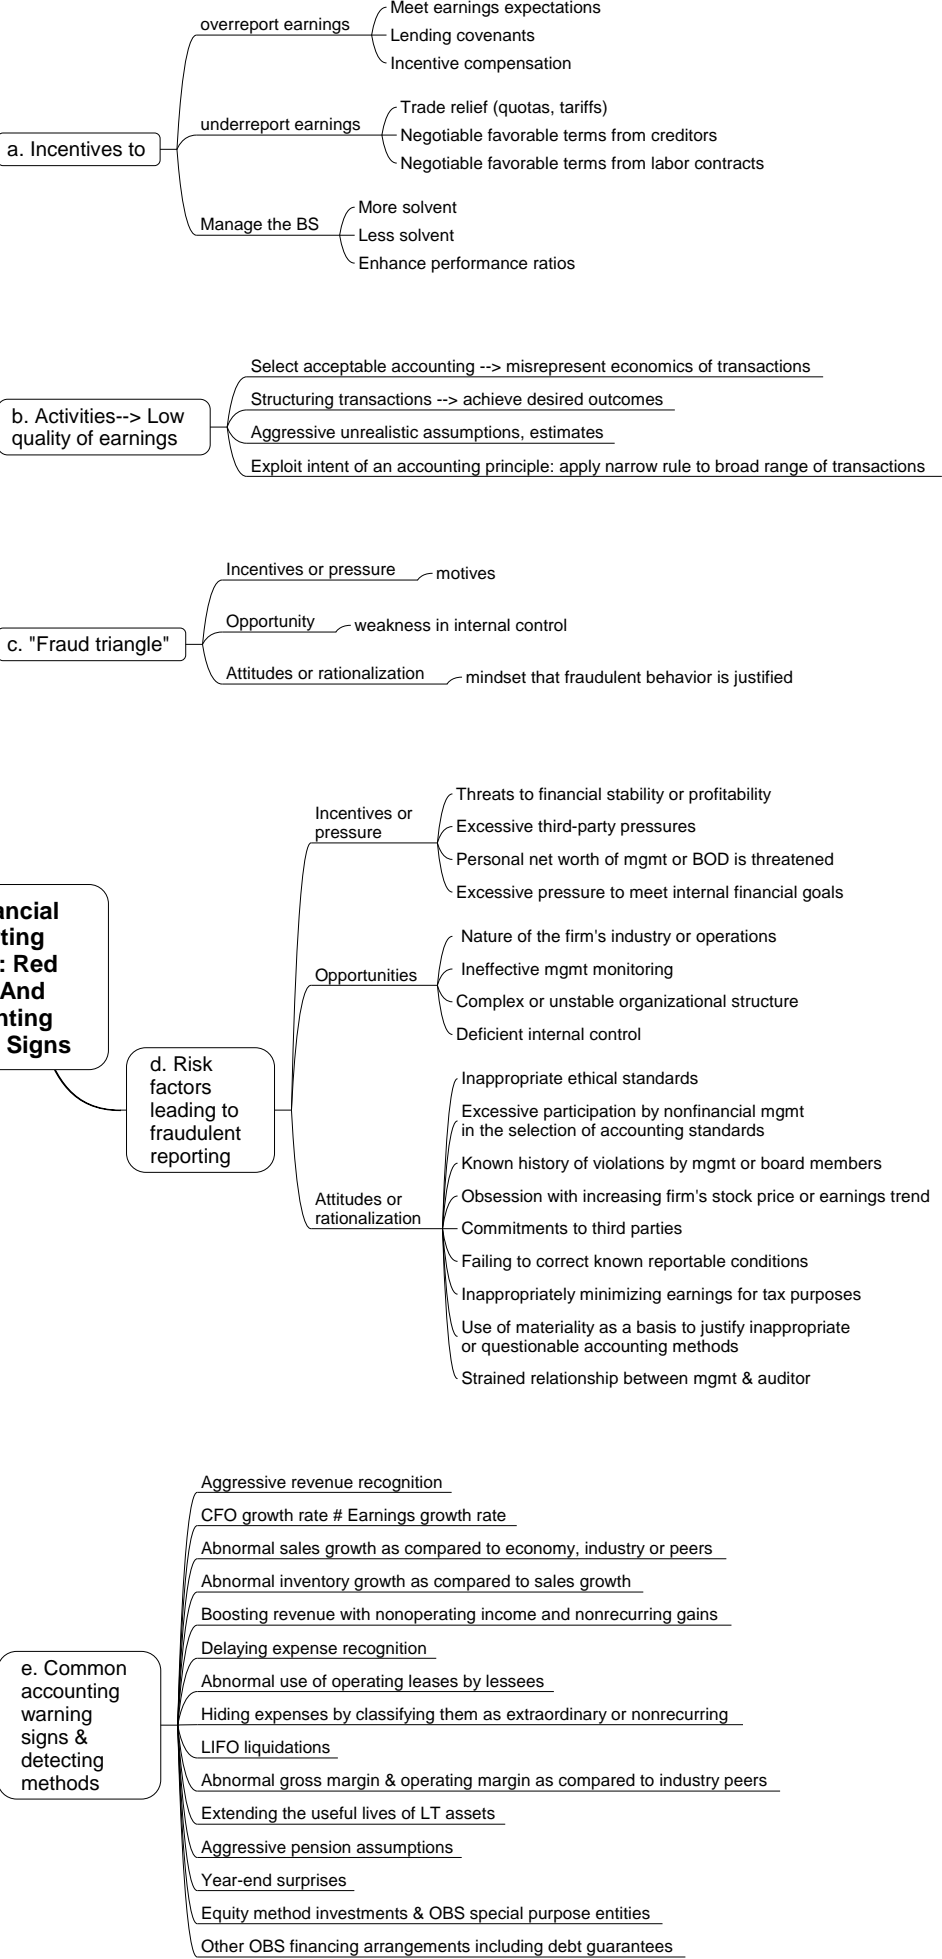 overreport earnings
Meet earnings expectations
Lending covenants
Incentive compensation
a. Incentives to
underreport earnings
Trade relief (quotas, tariffs)
Negotiable favorable terms from creditors
Negotiable favorable terms from labor contracts
Manage the BS
More solvent
Less solvent
Enhance performance ratios
b. Activities--> Low
quality of earnings
Select acceptable accounting --> misrepresent economics of transactions
Structuring transactions --> achieve desired outcomes
Aggressive unrealistic assumptions, estimates
Exploit intent of an accounting principle: apply narrow rule to broad range of transactions
c. "Fraud triangle"
Incentives or pressure
motives
Opportunity
weakness in internal control
Attitudes or rationalization
mindset that fraudulent behavior is justified
ancial
ting
: Red
And
nting
Signs
d. Risk
factors
leading to
fraudulent
reporting
Incentives or
pressure
Threats to financial stability or profitability
Excessive third-party pressures
Personal net worth of mgmt or BOD is threatened
Excessive pressure to meet internal financial goals
Opportunities
Nature of the firm's industry or operations
Ineffective mgmt monitoring
Complex or unstable organizational structure
Deficient internal control
Attitudes or
rationalization
Inappropriate ethical standards
Excessive participation by nonfinancial mgmt
in the selection of accounting standards
Known history of violations by mgmt or board members
Obsession with increasing firm's stock price or earnings trend
Commitments to third parties
Failing to correct known reportable conditions
Inappropriately minimizing earnings for tax purposes
Use of materiality as a basis to justify inappropriate
or questionable accounting methods
Strained relationship between mgmt & auditor
e. Common
accounting
warning
signs &
detecting
methods
Aggressive revenue recognition
CFO growth rate # Earnings growth rate
Abnormal sales growth as compared to economy, industry or peers
Abnormal inventory growth as compared to sales growth
Boosting revenue with nonoperating income and nonrecurring gains
Delaying expense recognition
Abnormal use of operating leases by lessees
Hiding expenses by classifying them as extraordinary or nonrecurring
LIFO liquidations
Abnormal gross margin & operating margin as compared to industry peers
Extending the useful lives of LT assets
Aggressive pension assumptions
Year-end surprises
Equity method investments & OBS special purpose entities
Other OBS financing arrangements including debt guarantees